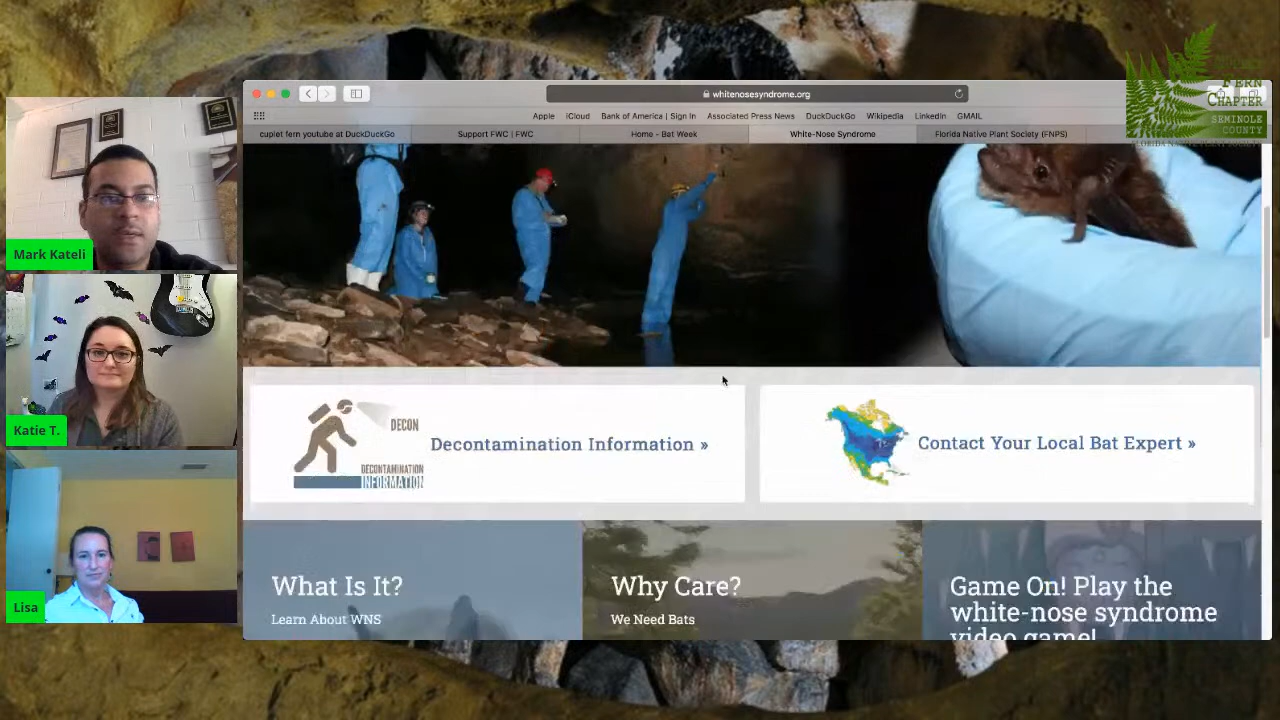 whitenosesyndrome.org
Apple iCloud Bank of America | Sign In Associated Press News DuckDuckGo Wikipedia LinkedIn GMAIL
cuplet fern youtube at DuckDuckGo Support FWC | FWC Home - Bat Week White-Nose Syndrome Florida Native Plant Society (FNPS)
FERN
CHAPTER
SEMINOLE
COUNTY
Mark Kateli
Katie T.
Lisa
DECON
DECONTAMINATION
INFORMATION
Decontamination Information »
Contact Your Local Bat Expert »
What Is It?
Learn About WNS
Why Care?
We Need Bats
Game On! Play the
white-nose syndrome
video game!